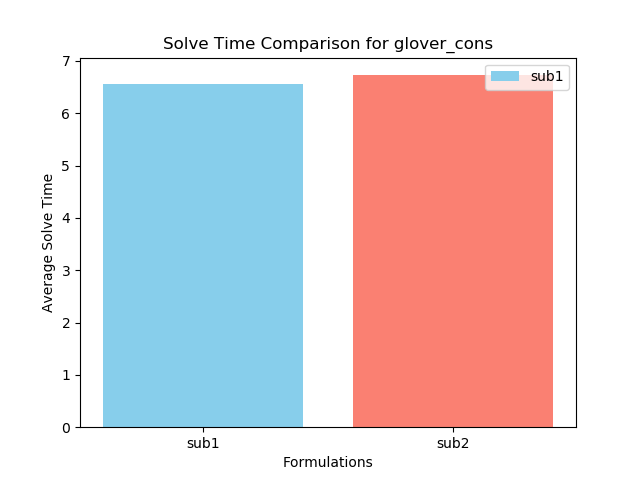 Solve Time Comparison for glover_cons
sub1
7
6
5
4
3
2
1
0
Average Solve Time
sub1
sub2
Formulations